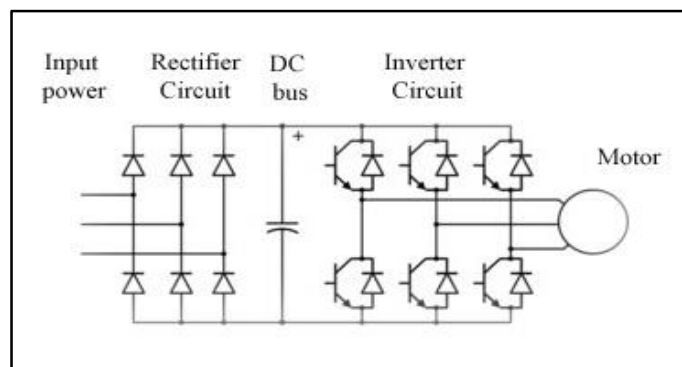 Input
power
Rectifier
Circuit
DC
bus
Inverter
Circuit
+
Motor